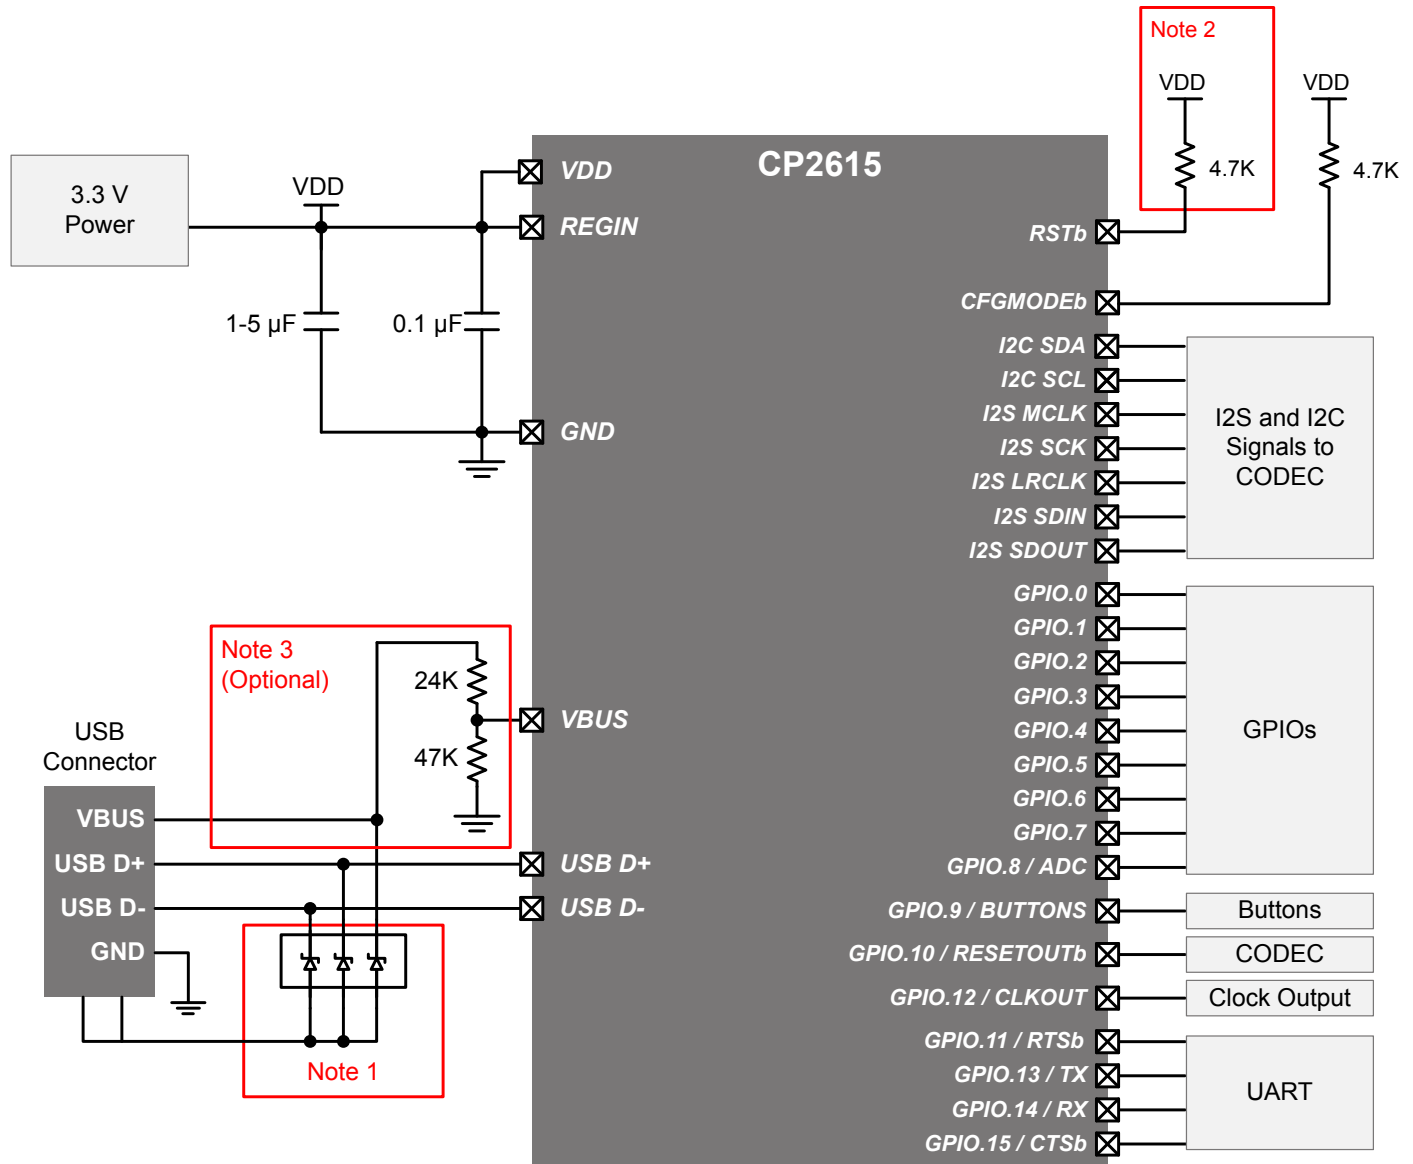 Note 2
VDD
VDD
4.7K
4.7K
CP2615
3.3 V
Power
VDD
1-5 µF
0.1 µF
VDD
REGIN
GND
RSTb
CFGMODEb
I2C SDA
I2C SCL
I2S MCLK
I2S SCK
I2S LRCLK
I2S SDIN
I2S SDOUT
I2S and I2C
Signals to
CODEC
Note 3
(Optional)
24K
47K
VBUS
USB
Connector
VBUS
USB D+
USB D-
GND
USB D+
USB D-
Note 1
GPIO.0
GPIO.1
GPIO.2
GPIO.3
GPIO.4
GPIO.5
GPIO.6
GPIO.7
GPIO.8 / ADC
GPIOs
GPIO.9 / BUTTONS
Buttons
GPIO.10 / RESETOUTb
CODEC
GPIO.12 / CLKOUT
Clock Output
GPIO.11 / RTSb
GPIO.13 / TX
GPIO.14 / RX
GPIO.15 / CTSb
UART